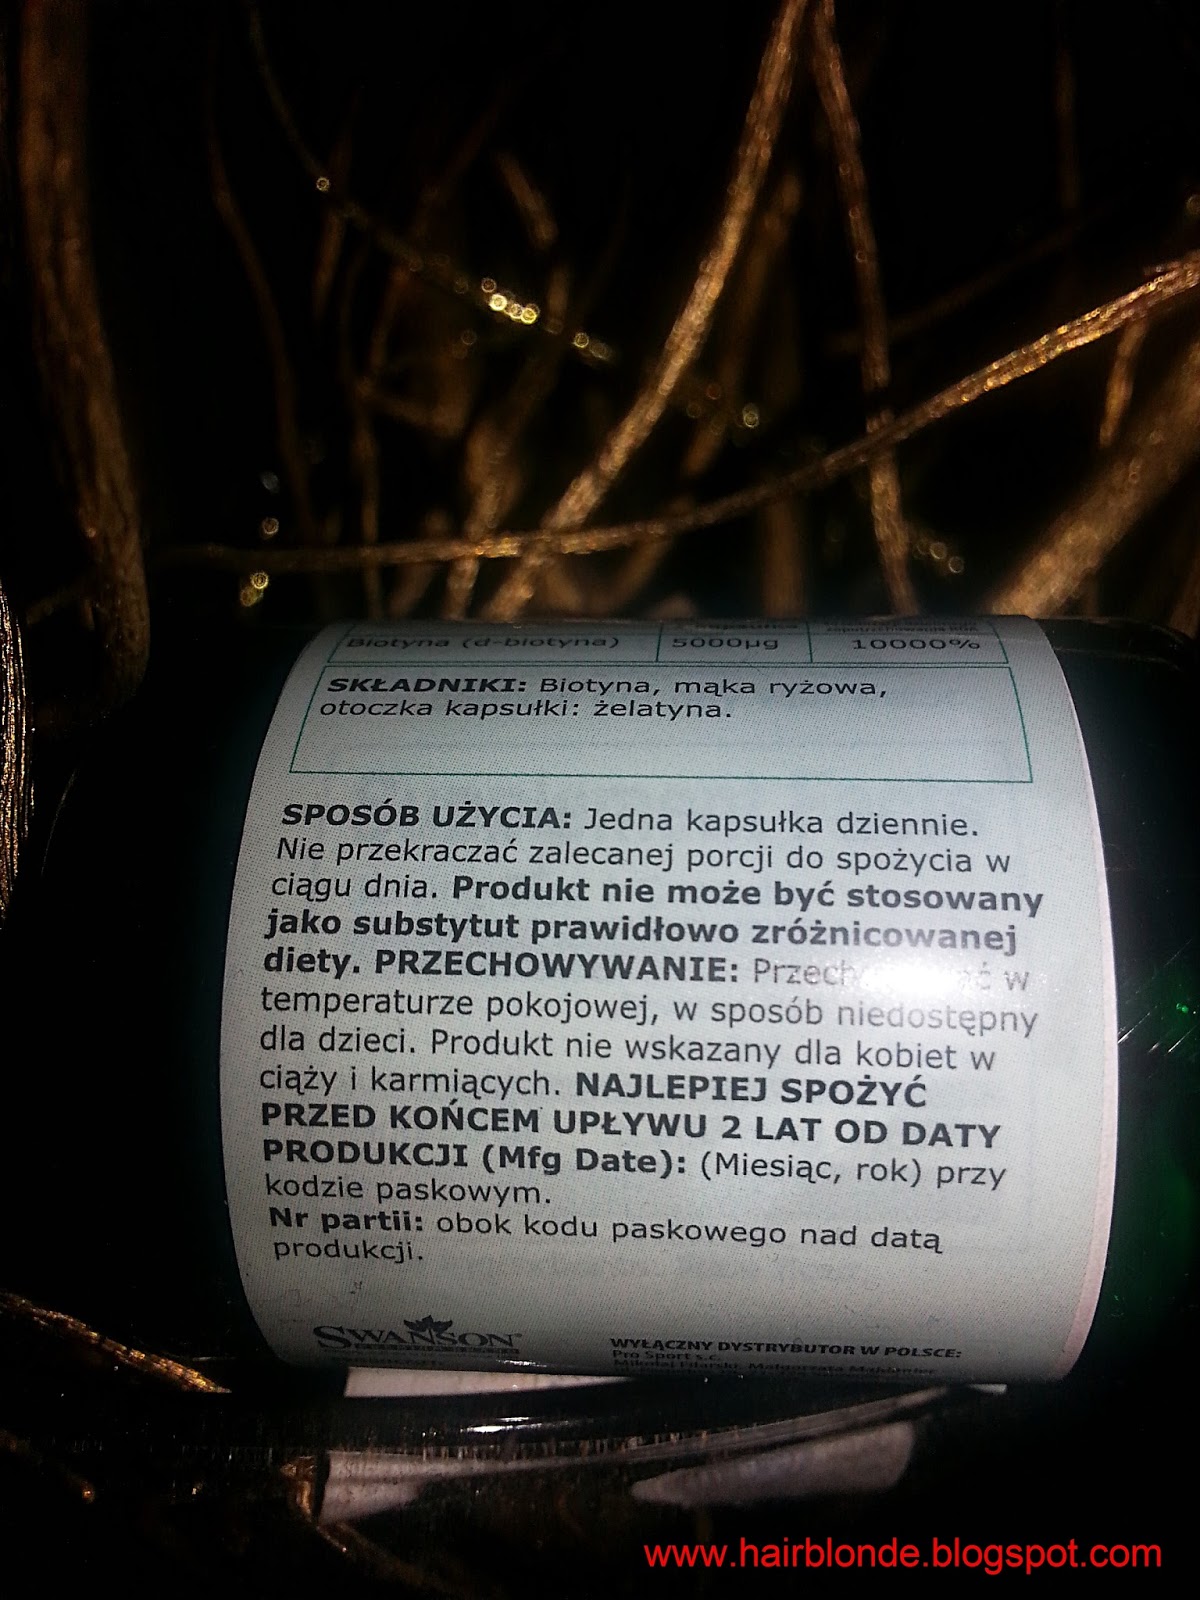 Biotyna (d-biotyna) 5000µg 10000%
SKŁADNIKI: Biotyna, mąka ryżowa,
otoczka kapsułki: żelatyna.
SPOSÓB UŻYCIA: Jedna kapsułka dziennie.
Nie przekraczać zalecanej porcji do spożycia w
ciągu dnia. Produkt nie może być stosowany
jako substytut prawidłowo zróżnicowanej
diety. PRZECHOWYWANIE: w
temperaturze pokojowej, w sposób niedostępny
dla dzieci. Produkt nie wskazany dla kobiet w
ciąży i karmiących. NAJLEPIEJ SPOŻYĆ
PRZED KOŃCEM UPŁYWU 2 LAT OD DATY
PRODUKCJI (Mfg Date): (Miesiąc, rok) przy
kodzie paskowym.
Nr partii: obok kodu paskowego nad datą
produkcji.
SWANSON
WYŁĄCZNY DYSTRYBUTOR W POLSCE:
Pro Sport s.c.
www.hairblonde.blogspot.com